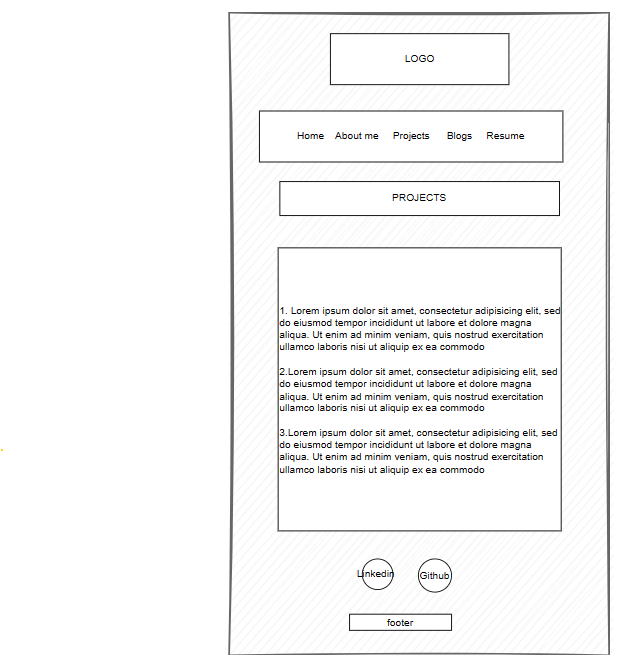 LOGO
Home About me Projects Blogs Resume
PROJECTS
1. Lorem ipsum dolor sit amet, consectetur adipisicing elit, sed
do eiusmod tempor incididunt ut labore et dolore magna
aliqua. Ut enim ad minim veniam, quis nostrud exercitation
ullamco laboris nisi ut aliquip ex ea commodo
2.Lorem ipsum dolor sit amet, consectetur adipisicing elit, sed
do eiusmod tempor incididunt ut labore et dolore magna
aliqua. Ut enim ad minim veniam, quis nostrud exercitation
ullamco laboris nisi ut aliquip ex ea commodo
3.Lorem ipsum dolor sit amet, consectetur adipisicing elit, sed
do eiusmod tempor incididunt ut labore et dolore magna
aliqua. Ut enim ad minim veniam, quis nostrud exercitation
ullamco laboris nisi ut aliquip ex ea commodo
Linkedin Github
footer